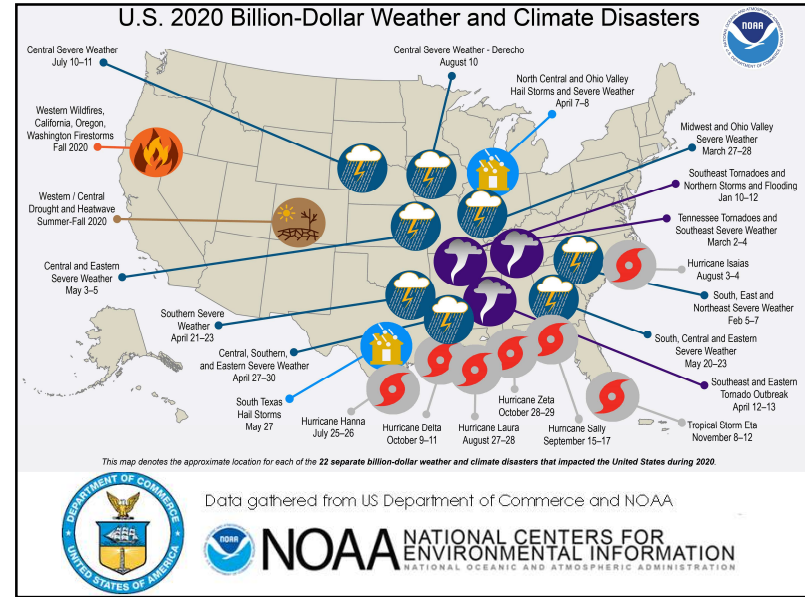 U.S. 2020 Billion-Dollar Weather and Climate Disasters
NOAA
Central Severe Weather
July 10–11
Central Severe Weather - Derecho
August 10
North Central and Ohio Valley
Hail Storms and Severe Weather
April 7–8
Western Wildfires,
California, Oregon,
Washington Firestorms
Fall 2020
Midwest and Ohio Valley
Severe Weather
March 27–28
Southeast Tornadoes and
Northern Storms and Flooding
Jan 10–12
Western / Central
Drought and Heatwave
Summer-Fall 2020
Tennessee Tornadoes and
Southeast Severe Weather
March 2–4
Hurricane Isaias
August 3–4
Central and Eastern
Severe Weather
May 3–5
South, East and
Northeast Severe Weather
Feb 5–7
Southern Severe
Weather
April 21–23
South, Central and Eastern
Severe Weather
May 20–23
Central, Southern,
and Eastern Severe Weather
April 27–30
Southeast and Eastern
Tornado Outbreak
April 12–13
South Texas
Hail Storms
May 27
Hurricane Hanna
July 25–26
Hurricane Delta
October 9–11
Hurricane Laura
August 27–28
Hurricane Zeta
October 28–29
Hurricane Sally
September 15–17
Tropical Storm Eta
November 8–12
This map denotes the approximate location for each of the 22 separate billion-dollar weather and climate disasters that impacted the United States during 2020.
DEPARTMENT OF COMMERCE
UNITED STATES OF AMERICA
Data gathered from US Department of Commerce and NOAA
NOAA
NOAA
NATIONAL CENTERS FOR
ENVIRONMENTAL INFORMATION
NATIONAL OCEANIC AND ATMOSPHERIC ADMINISTRATION